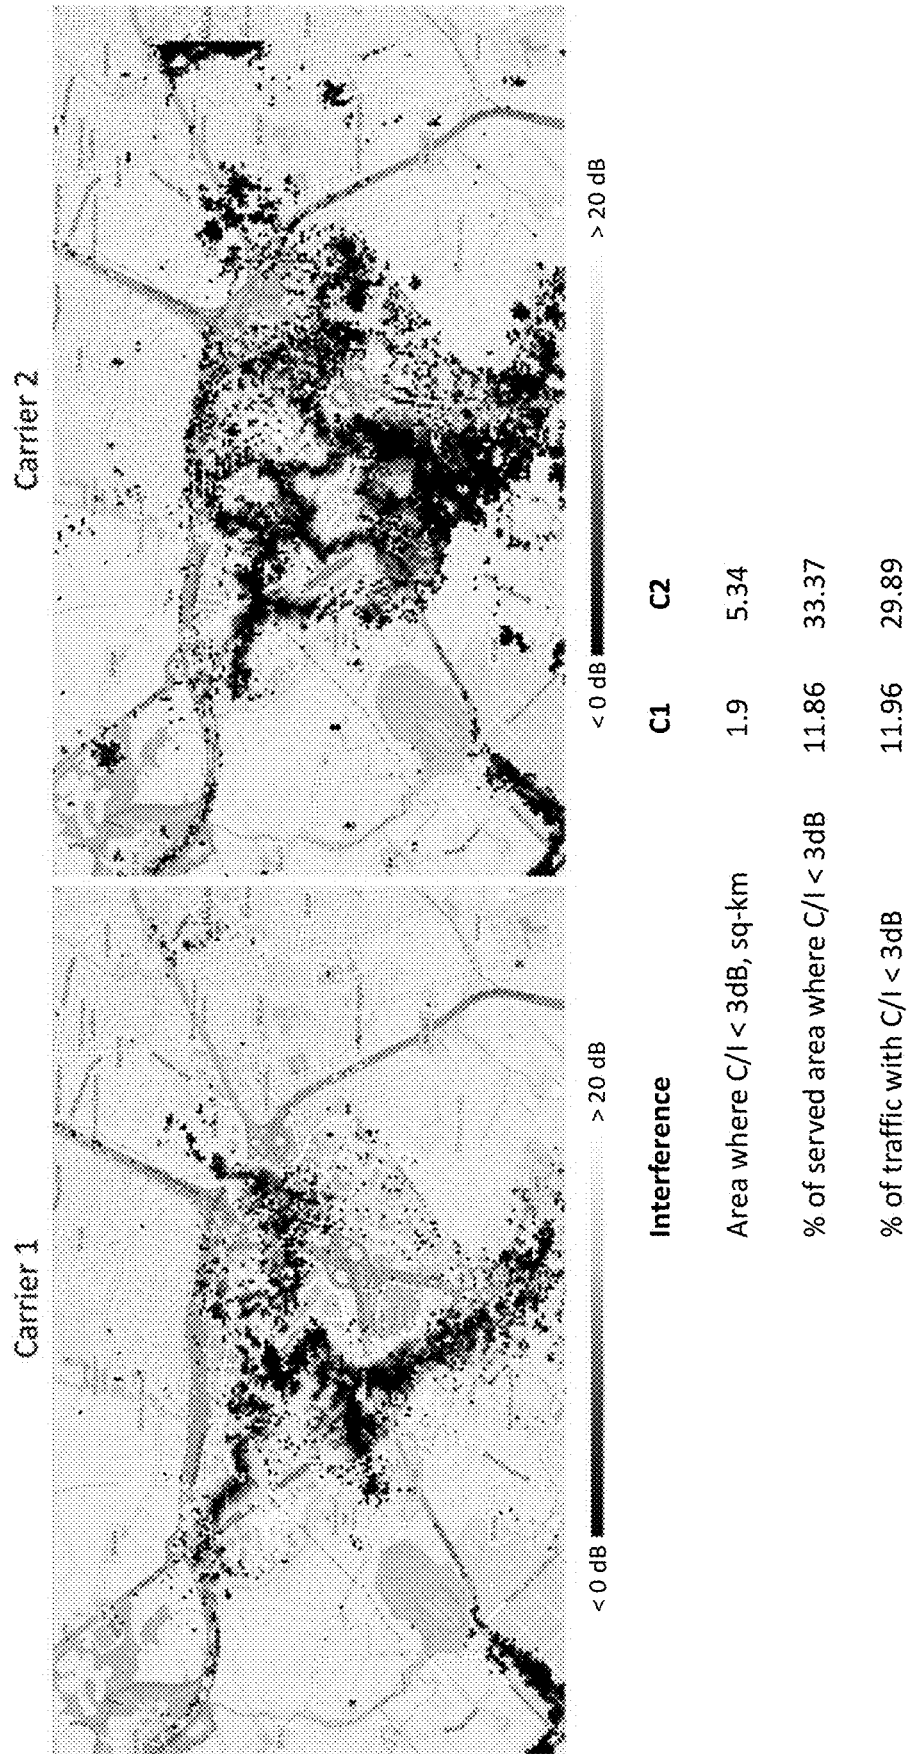 Carrier 1
Carrier 2
< 0 dB > 20 dB
< 0 dB > 20 dB
Interference C1 C2
Area where C/I < 3dB, sq-km 1.9 5.34
% of served area where C/I < 3dB 11.86 33.37
% of traffic with C/I < 3dB 11.96 29.89